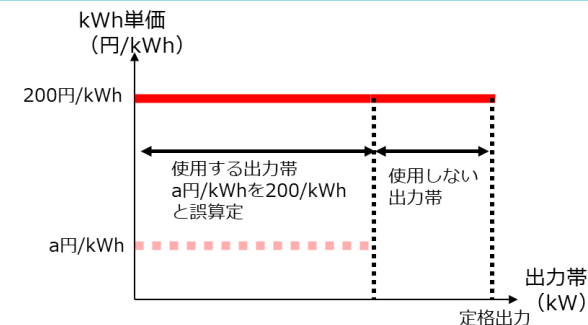 kWh単価
（円/kWh）
200円/kWh
使用する出力帯
a円/kWhを200/kWh
と誤算定
使用しない
出力帯
a円/kWh
出力帯
（kW）
定格出力